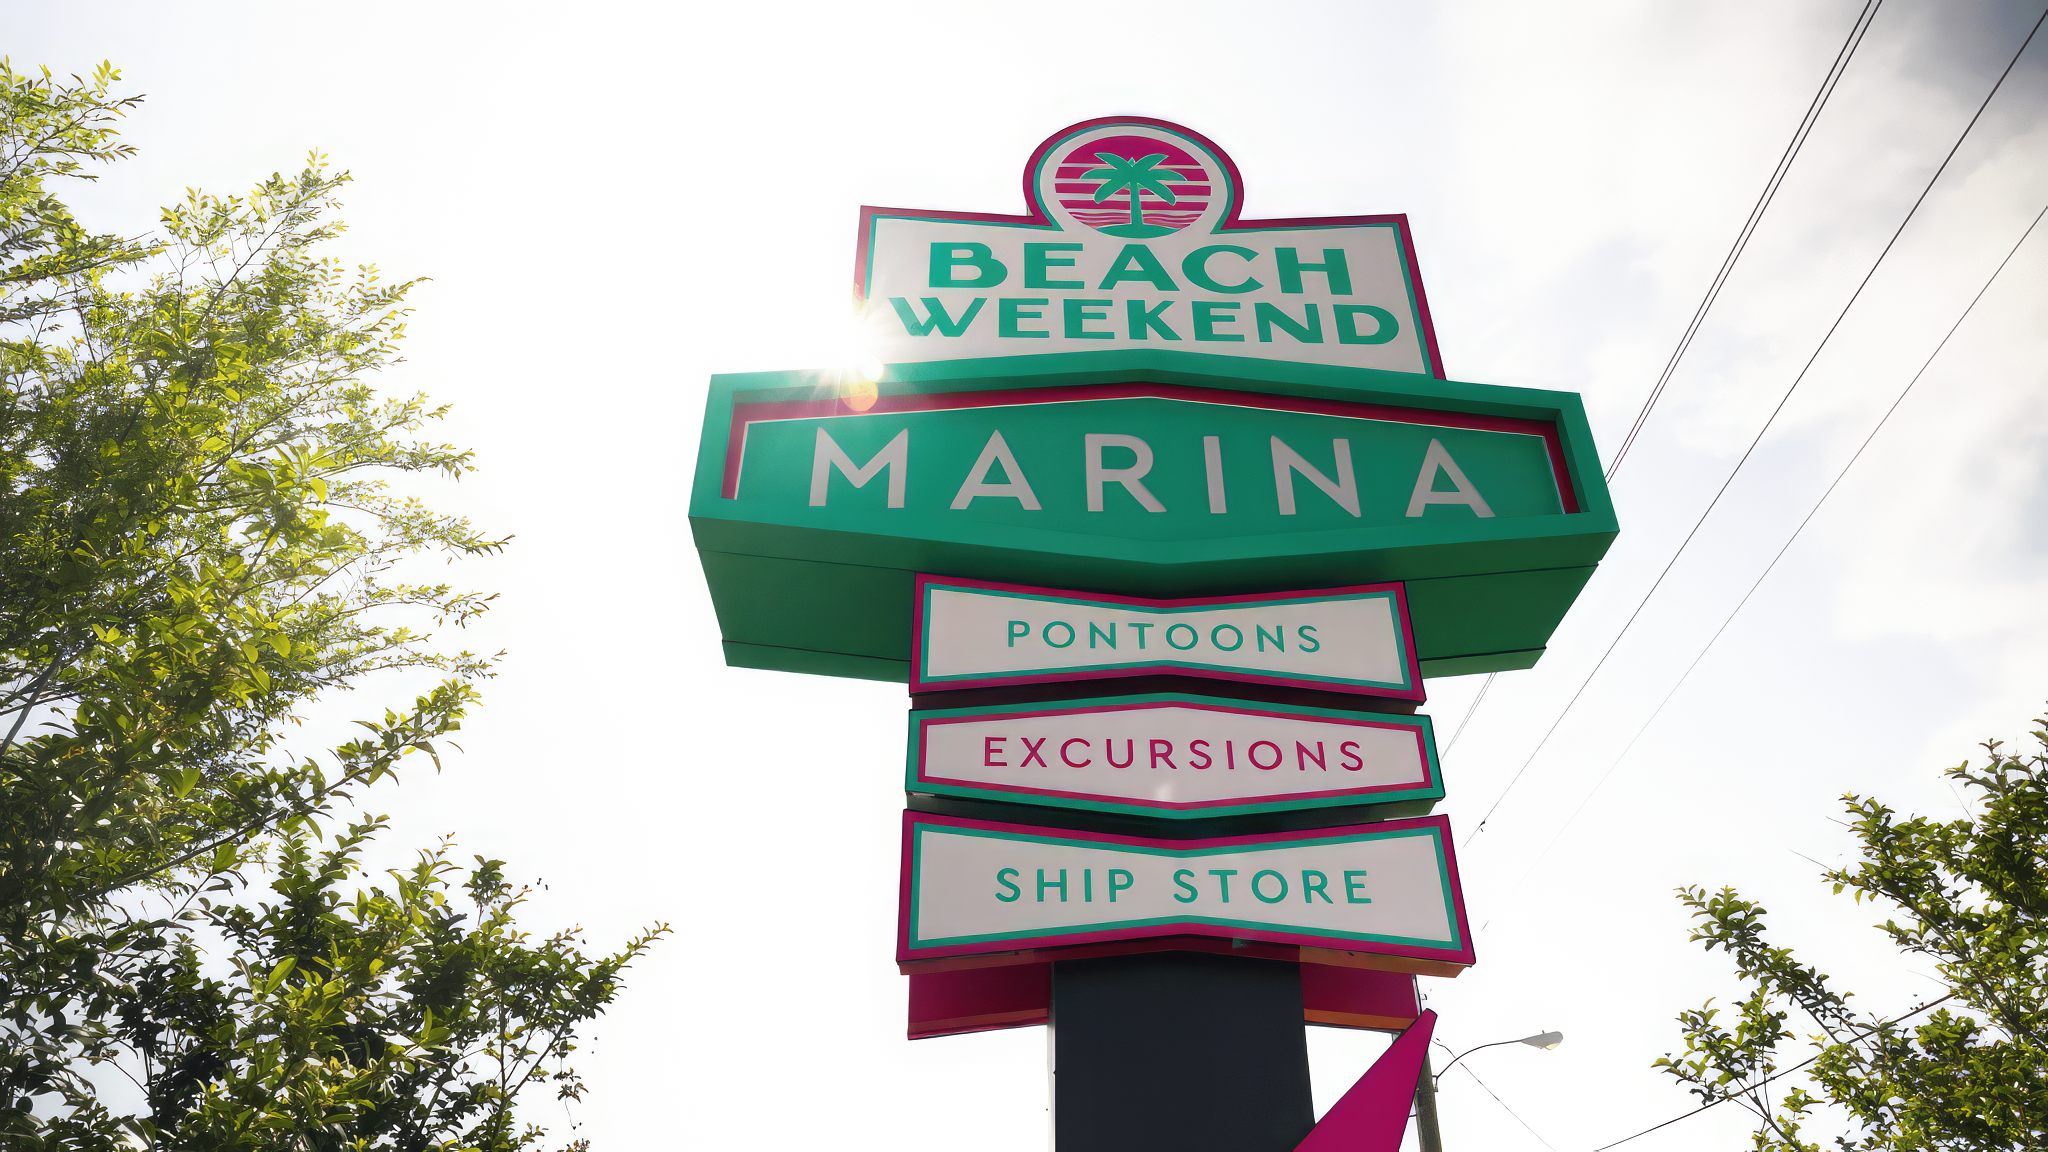 BEACH
WEEKEND
MARINA
PONTOONS
EXCURSIONS
SHIP STORE